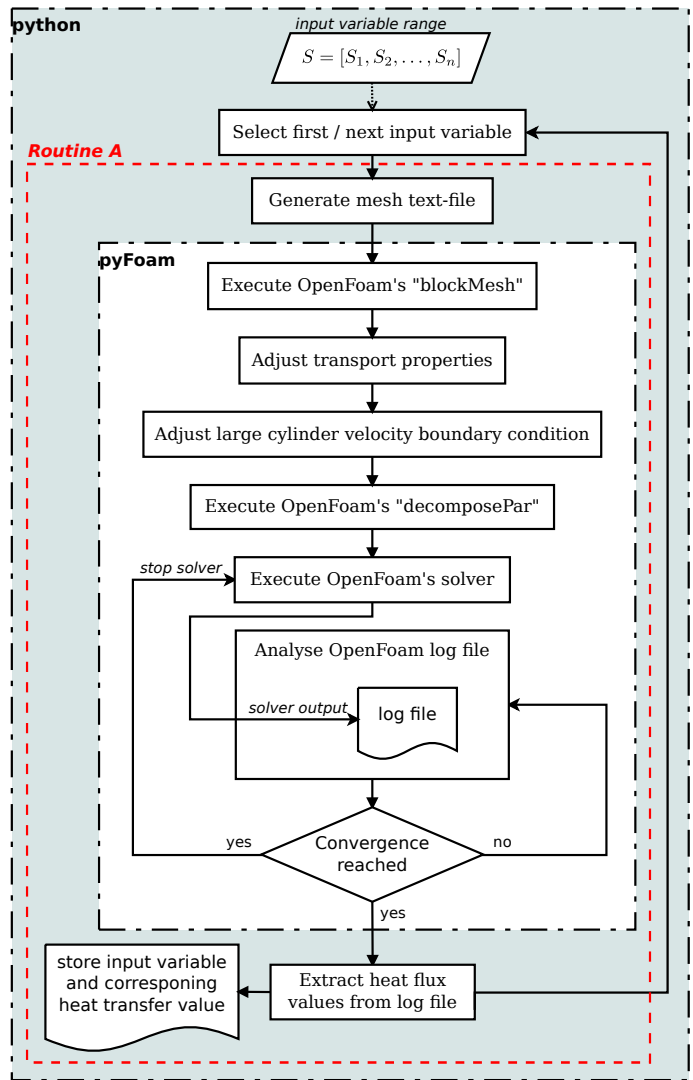 python
input variable range
S = [S₁, S₂, . . . , Sₙ]
Select first / next input variable
Routine A
Generate mesh text-file
pyFoam
Execute OpenFoam's "blockMesh"
Adjust transport properties
Adjust large cylinder velocity boundary condition
Execute OpenFoam's "decomposePar"
stop solver
Execute OpenFoam's solver
Analyse OpenFoam log file
solver output
log file
yes
Convergence
reached
no
yes
store input variable
and corresponing
heat transfer value
Extract heat flux
values from log file